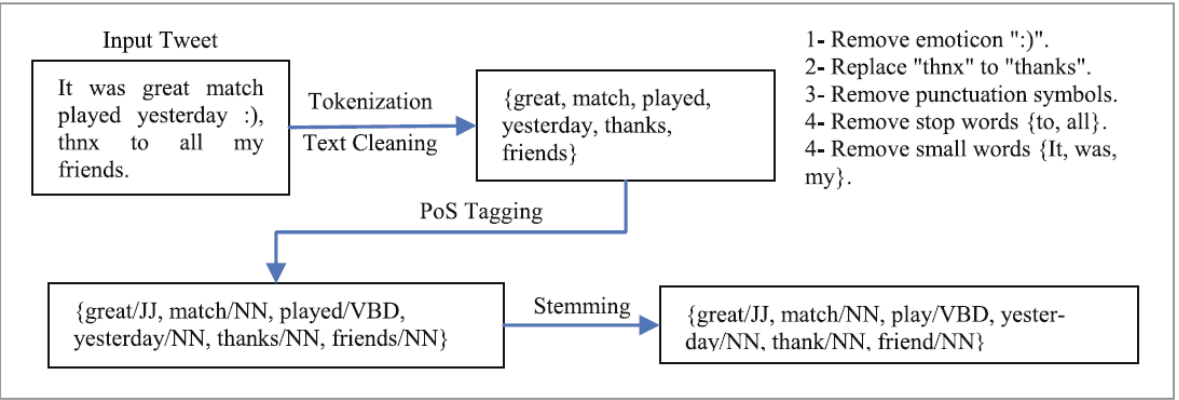 Input Tweet
It was great match
played yesterday :),
thnx to all my
friends.
Tokenization
Text Cleaning
{great, match, played,
yesterday, thanks,
friends}
1- Remove emoticon ":)".
2- Replace "thnx" to "thanks".
3- Remove punctuation symbols.
4- Remove stop words {to, all}.
4- Remove small words {It, was,
my}.
PoS Tagging
{great/JJ, match/NN, played/VBD,
yesterday/NN, thanks/NN, friends/NN}
Stemming
{great/JJ, match/NN, play/VBD, yester-
day/NN, thank/NN, friend/NN}